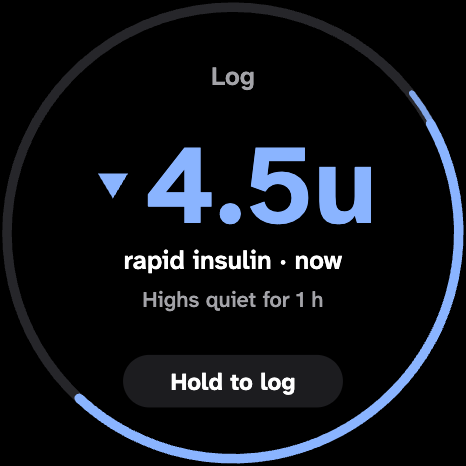 Log
4.5u
rapid insulin · now
Highs quiet for 1 h
Hold to log